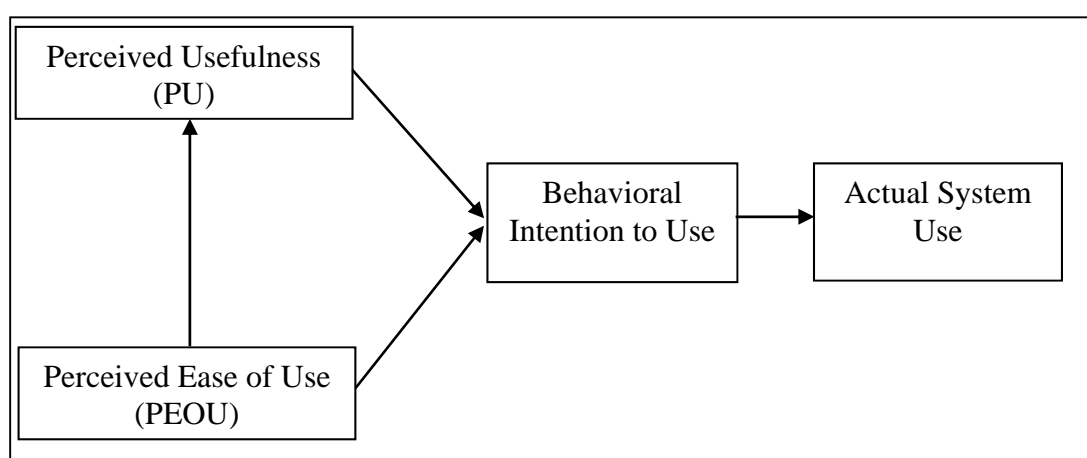 Perceived Usefulness
(PU)
Behavioral
Intention to Use
Actual System
Use
Perceived Ease of Use
(PEOU)